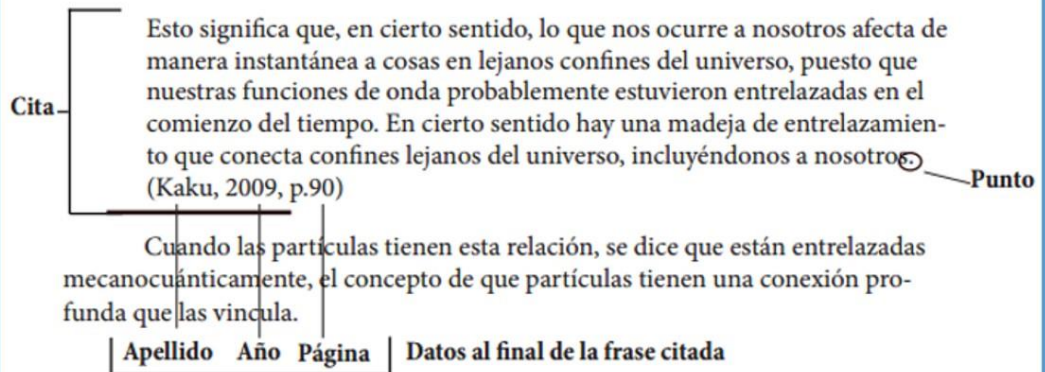 Esto significa que, en cierto sentido, lo que nos ocurre a nosotros afecta de
manera instantánea a cosas en lejanos confines del universo, puesto que
nuestras funciones de onda probablemente estuvieron entrelazadas en el
Cita
comienzo del tiempo. En cierto sentido hay una madeja de entrelazamien-
to que conecta confines lejanos del universo, incluyéndonos a nosotros.
(Kaku, 2009, p.90)
Punto
Cuando las partículas tienen esta relación, se dice que están entrelazadas
mecanocuánticamente, el concepto de que partículas tienen una conexión pro-
funda que las vincula.
Apellido Año Página Datos al final de la frase citada